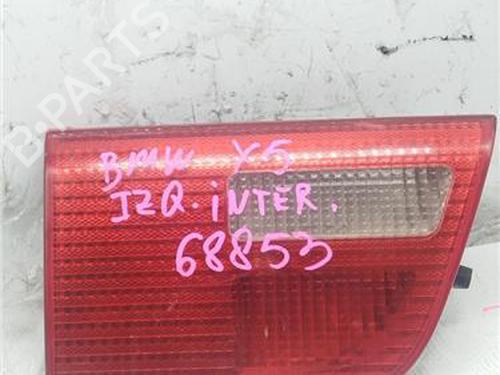 B.PARTS
BMW X5
IZQ. iNTER.
68853